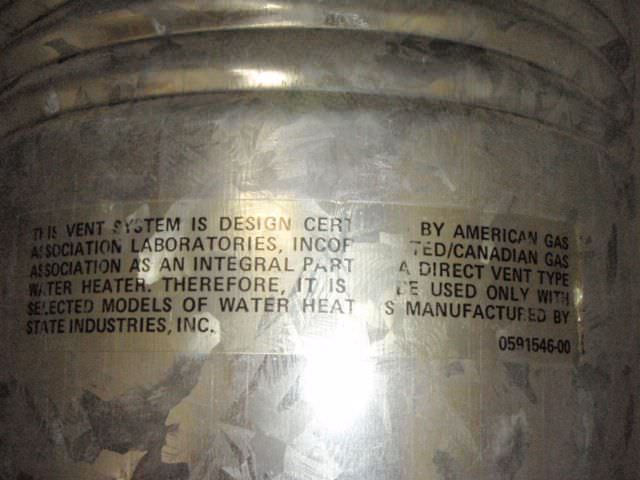 THIS VENT SYSTEM IS DESIGN CERT BY AMERICAN GAS
ASSOCIATION LABORATORIES, INCOR TED/CANADIAN GAS
ASSOCIATION AS AN INTEGRAL PART A DIRECT VENT TYPE
WATER HEATER. THEREFORE, IT IS BE USED ONLY WITH
SELECTED MODELS OF WATER HEAT S MANUFACTURED BY
STATE INDUSTRIES, INC.
0591546-00